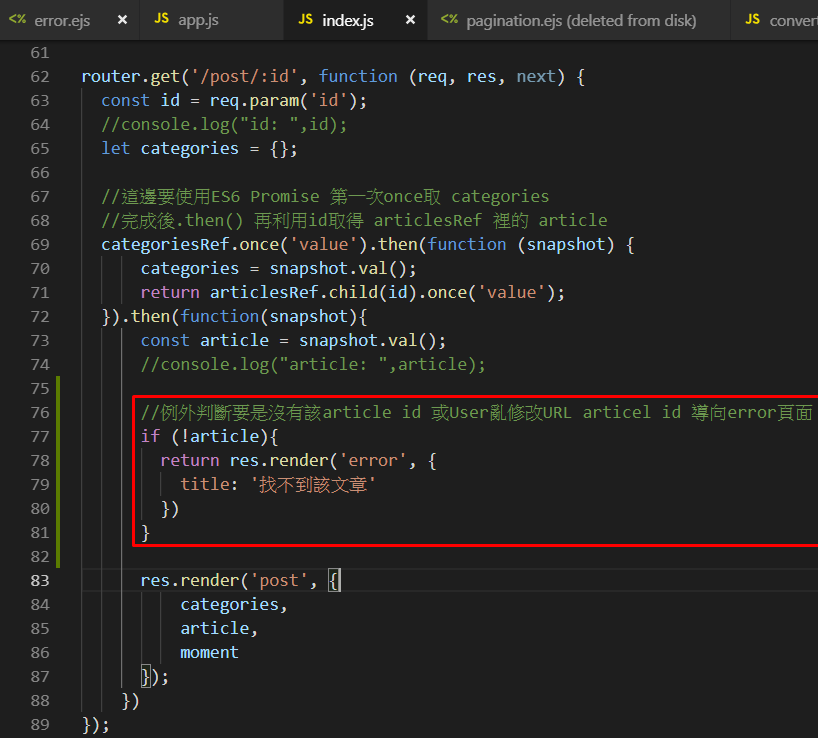 <% error.ejs × JS app.js JS index.js × <% pagination.ejs (deleted from disk) JS
61
62 router.get('/post/:id', function (req, res, next) {
63 const id = req.param('id');
64 //console.log("id: ",id);
65 let categories = {};
66
67 //這邊要使用ES6 Promise 第一次once取 categories
68 //完成後.then() 再利用id取得 articlesRef 裡的 article
69 categoriesRef.once('value').then(function (snapshot) {
70 categories = snapshot.val();
71 return articlesRef.child(id).once('value');
72 }).then(function(snapshot){
73 const article = snapshot.val();
74 //console.log("article: ",article);
75
76 //例外判斷要是沒有該article id 或User亂修改URL articel id 導向error頁面
77 if (!article){
78 return res.render('error', {
79 title: '找不到該文章'
80 })
81 }
82
83 res.render('post', {
84 categories,
85 article,
86 moment
87 });
88 })
89 });